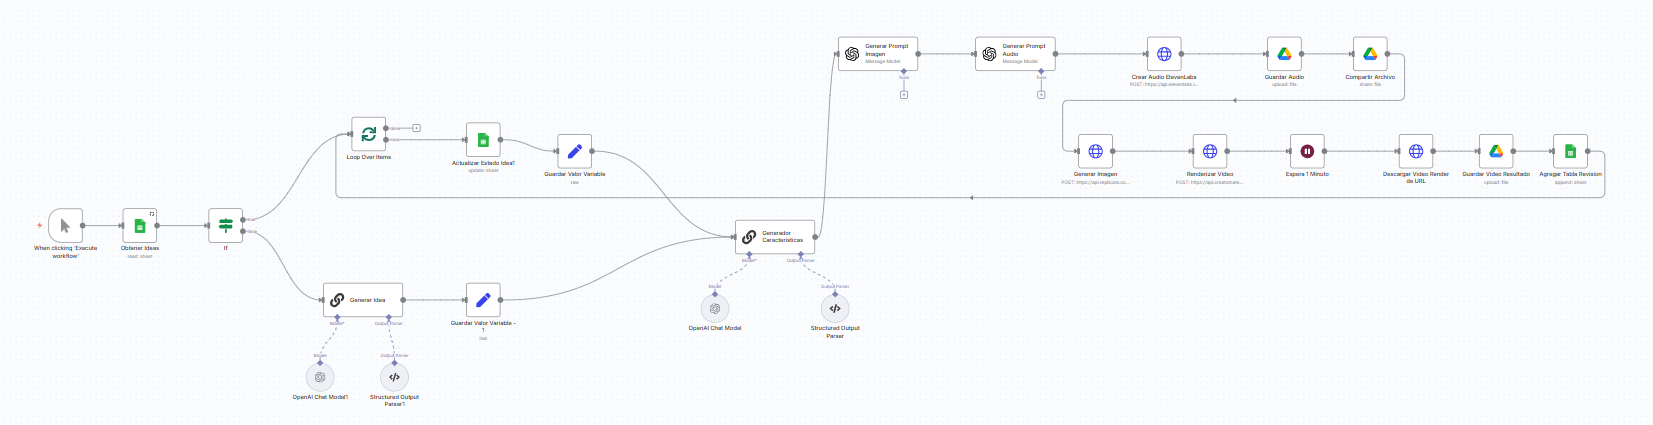 Generar Prompt
Imagen
Message Model
Tools
Generar Prompt
Audio
Message Model
Tools
Crear Audio ElevenLabs
POST: https://api.elevenlabs.i...
Guardar Audio
upload: file
Compartir Archivo
share: file
Loop Over Items
done
loop
Actualizar Estado Idea1
update: sheet
Guardar Valor Variable
raw
Generar Imagen
POST: https://api.replicate.co...
Renderizar Video
POST: https://api.creatomate...
Espera 1 Minuto
Descargar Video Render
de URL
Guardar Video Resultado
upload: file
Agregar Tabla Revision
append: sheet
When clicking 'Execute
workflow'
Obtener Ideas
read: sheet
If
true
false
Generador
Caracteristicas
Model*
Output Parser
Model
OpenAI Chat Model
Output Parser
Structured Output
Parser
Generar Idea
Model*
Output Parser
Guardar Valor Variable -
1
raw
Model
OpenAI Chat Model1
Output Parser
Structured Output
Parser1